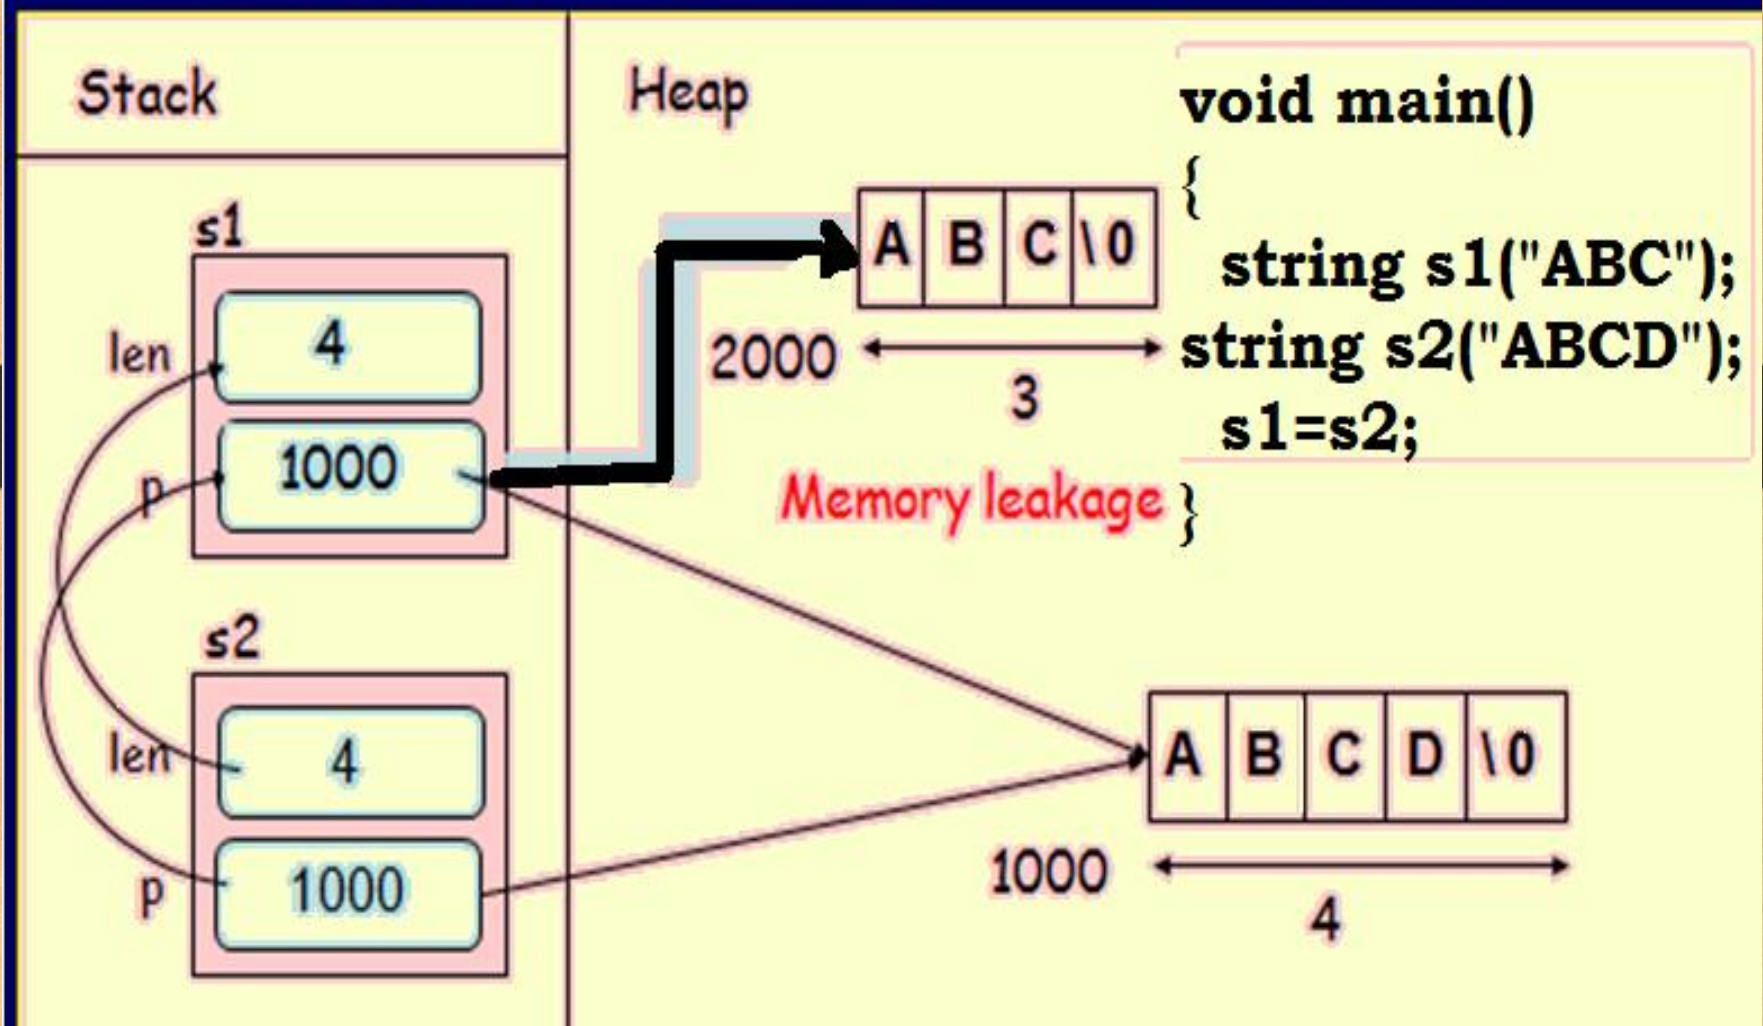 Stack
Heap
void main()
{
string s1("ABC");
string s2("ABCD");
s1=s2;
}
s1
len 4
p 1000
A B C \0
2000
3
Memory leakage
s2
len 4
p 1000
A B C D \0
1000
4